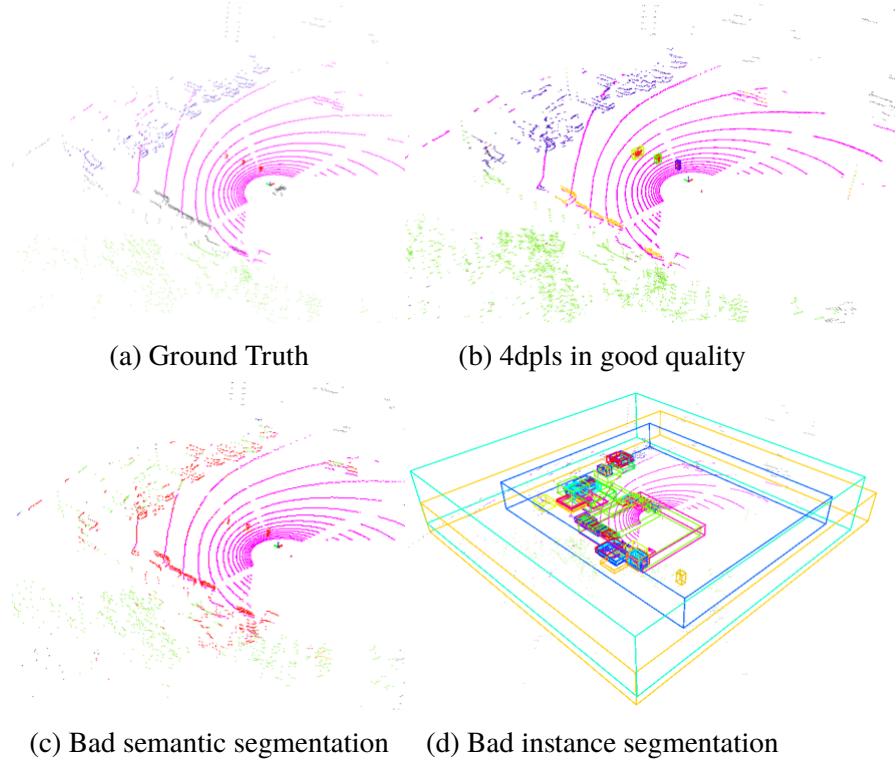 (a) Ground Truth
(b) 4dpls in good quality
(c) Bad semantic segmentation
(d) Bad instance segmentation